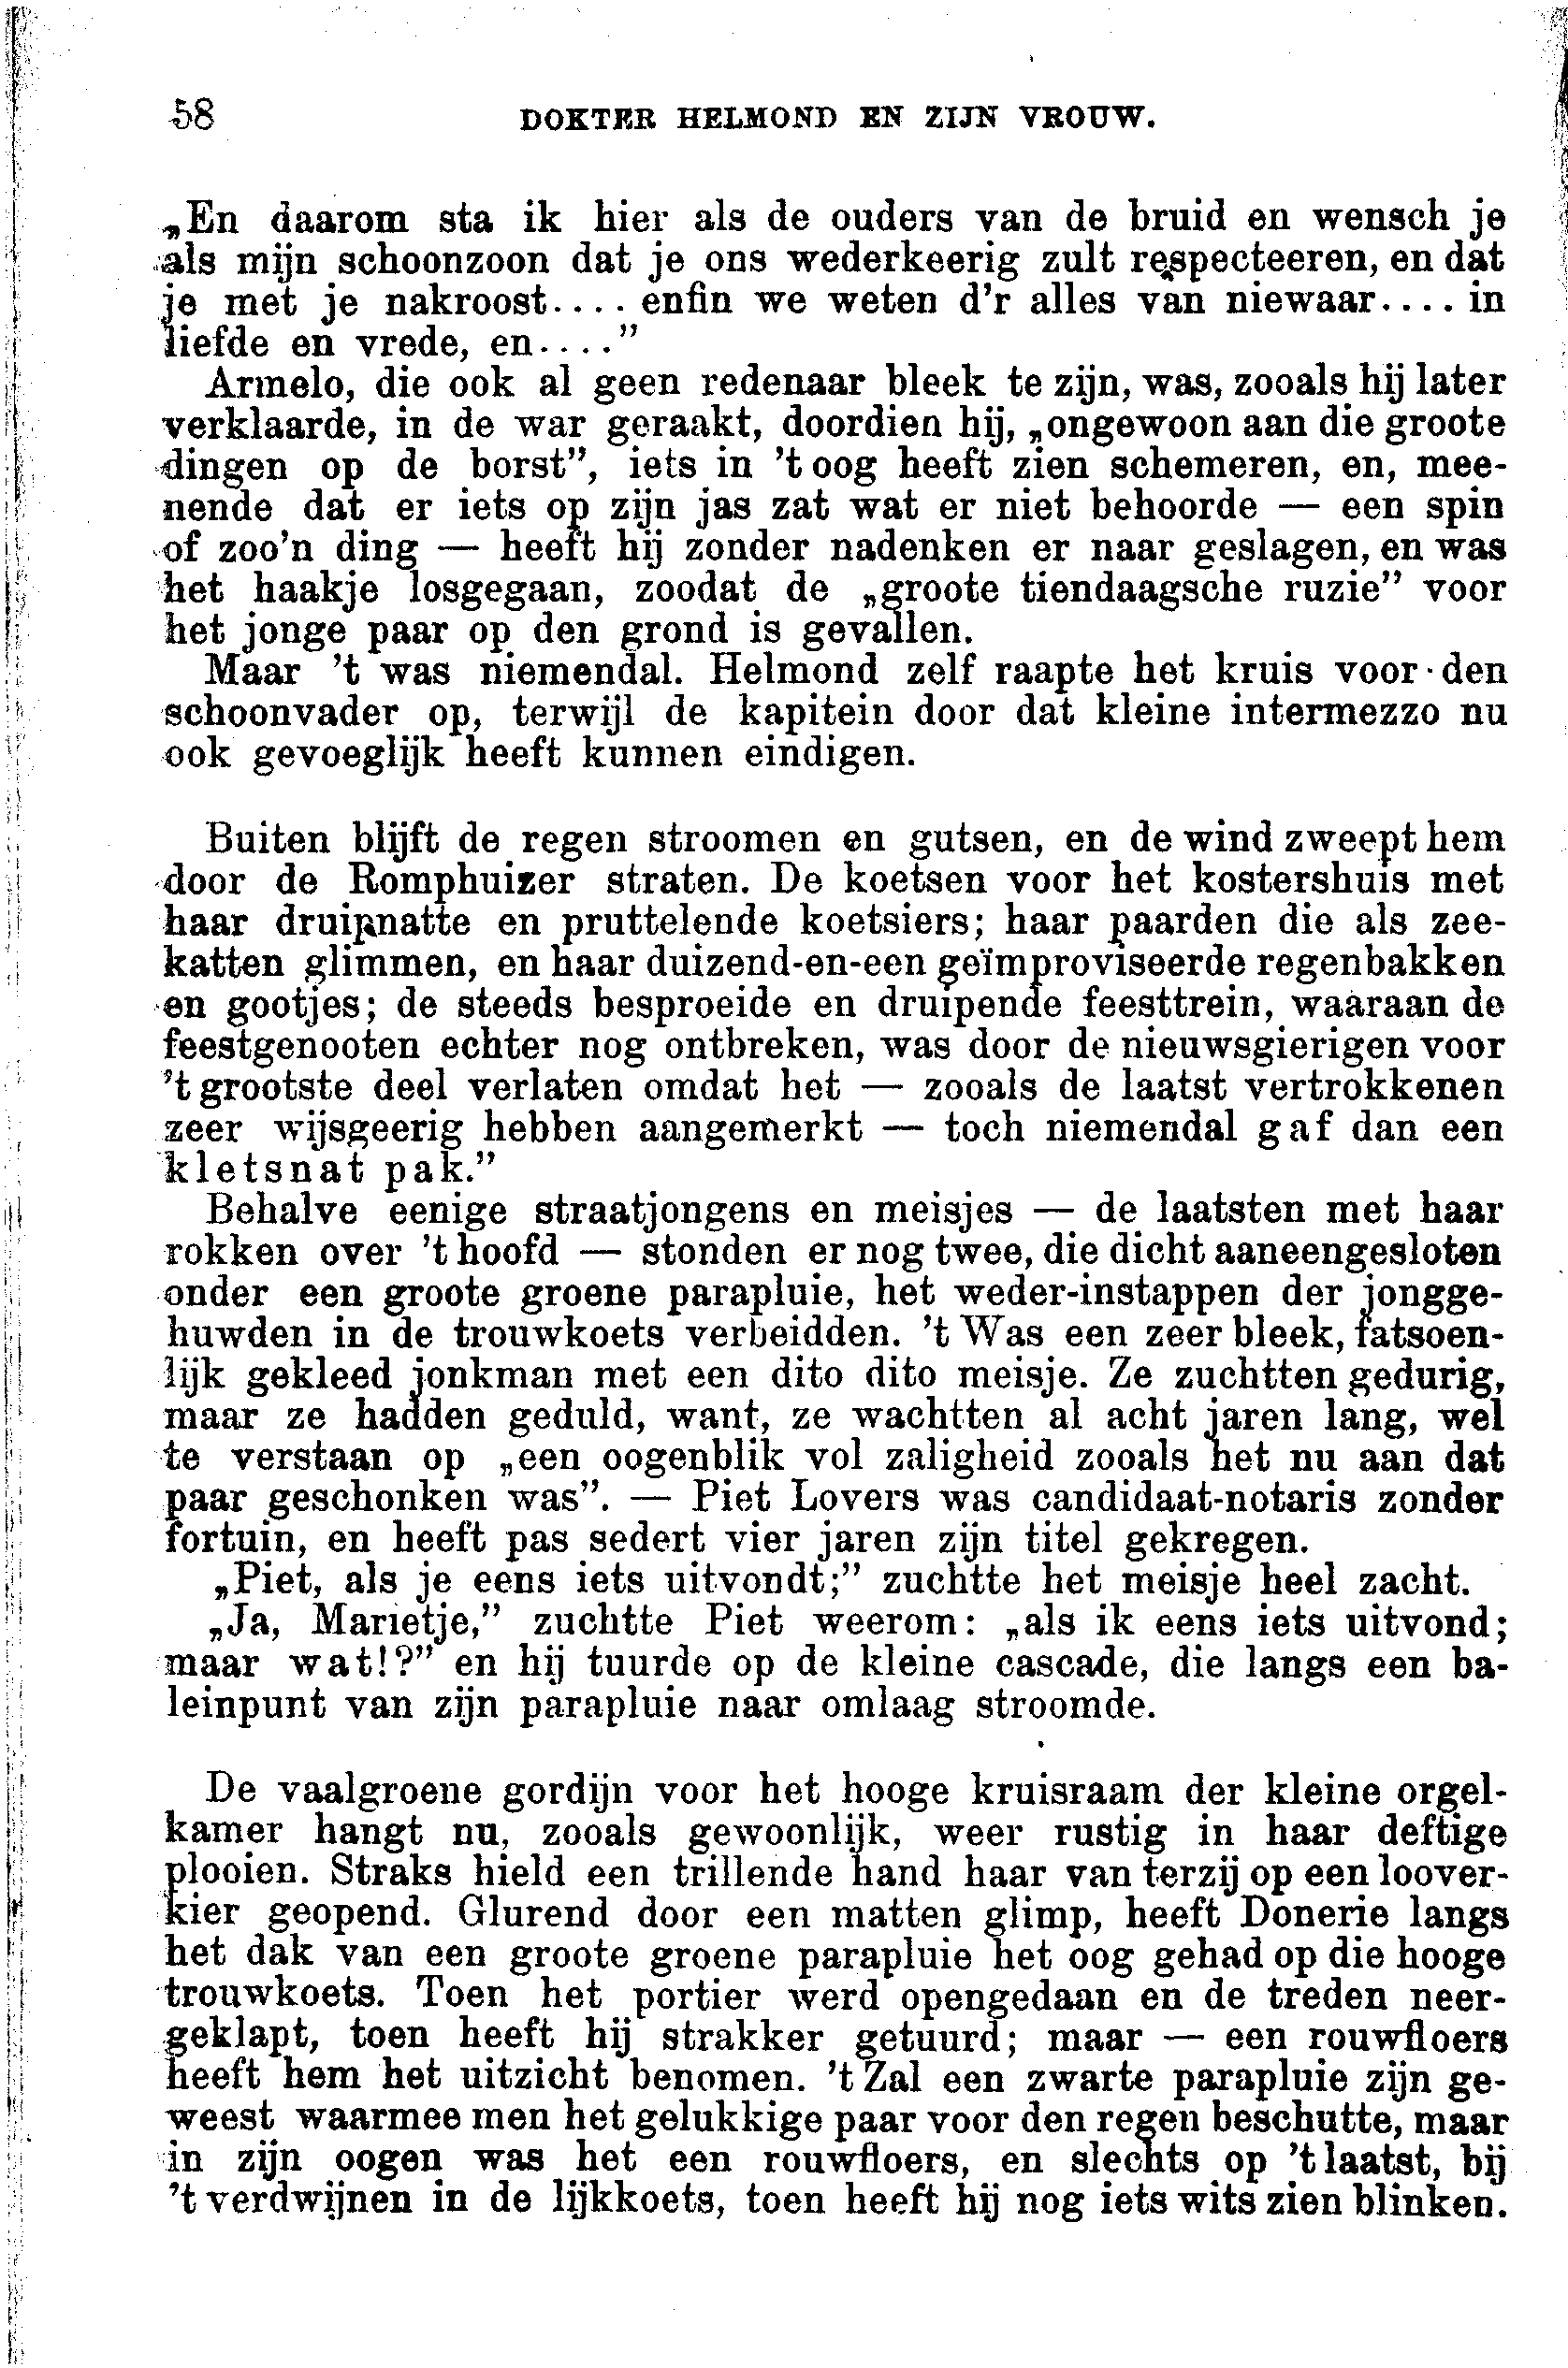 58 DOKTER HELMOND EN ZIJN VROUW.
„En daarom sta ik hier als de ouders van de bruid en wensch je
als mijn schoonzoon dat je ons wederkeerig zult respecteeren, en dat
je met je nakroost.... enfin we weten d'r alles van niewaar.... in
liefde en vrede, en...."
Armelo, die ook al geen redenaar bleek te zijn, was, zooals hij later
verklaarde, in de war geraakt, doordien hij, „ongewoon aan die groote
dingen op de borst", iets in 't oog heeft zien schemeren, en, mee-
nende dat er iets op zijn jas zat wat er niet behoorde — een spin
of zoo'n ding — heeft hij zonder nadenken er naar geslagen, en was
het haakje losgegaan, zoodat de „groote tiendaagsche ruzie" voor
het jonge paar op den grond is gevallen.
Maar 't was niemendal. Helmond zelf raapte het kruis voor den
schoonvader op, terwijl de kapitein door dat kleine intermezzo nu
ook gevoeglijk heeft kunnen eindigen.
Buiten blijft de regen stroomen en gutsen, en de wind zweept hem
door de Romphuizer straten. De koetsen voor het kostershuis met
haar druipnatte en pruttelende koetsiers; haar paarden die als zee-
katten glimmen, en haar duizend-en-een geïmproviseerde regenbakken
en gootjes; de steeds besproeide en druipende feesttrein, waaraan de
feestgenooten echter nog ontbreken, was door de nieuwsgierigen voor
't grootste deel verlaten omdat het — zooals de laatst vertrokkenen
zeer wijsgeerig hebben aangemerkt — toch niemendal gaf dan een
kletsnat pak."
Behalve eenige straatjongens en meisjes — de laatsten met haar
rokken over 't hoofd — stonden er nog twee, die dicht aaneengesloten
onder een groote groene parapluie, het weder-instappen der jongge-
huwden in de trouwkoets verbeidden. 't Was een zeer bleek, fatsoen-
lijk gekleed jonkman met een dito dito meisje. Ze zuchtten gedurig,
maar ze hadden geduld, want, ze wachtten al acht jaren lang, wel
te verstaan op „een oogenblik vol zaligheid zooals het nu aan dat
paar geschonken was". — Piet Lovers was candidaat-notaris zonder
fortuin, en heeft pas sedert vier jaren zijn titel gekregen.
„Piet, als je eens iets uitvondt;" zuchtte het meisje heel zacht.
„Ja, Marietje," zuchtte Piet weerom: „als ik eens iets uitvond;
maar wat!?" en hij tuurde op de kleine cascade, die langs een ba-
leinpunt van zijn parapluie naar omlaag stroomde.
De vaalgroene gordijn voor het hooge kruisraam der kleine orgel-
kamer hangt nu, zooals gewoonlijk, weer rustig in haar deftige
plooien. Straks hield een trillende hand haar van terzij op een loover-
kier geopend. Glurend door een matten glimp, heeft Donerie langs
het dak van een groote groene parapluie het oog gehad op die hooge
trouwkoets. Toen het portier werd opengedaan en de treden neer-
geklapt, toen heeft hij strakker getuurd; maar — een rouwfloers
heeft hem het uitzicht benomen. 't Zal een zwarte parapluie zijn ge-
weest waarmee men het gelukkige paar voor den regen beschutte, maar
in zijn oogen was het een rouwfloers, en slechts op 't laatst, bij
't verdwijnen in de lijkkoets, toen heeft hij nog iets wits zien blinken.